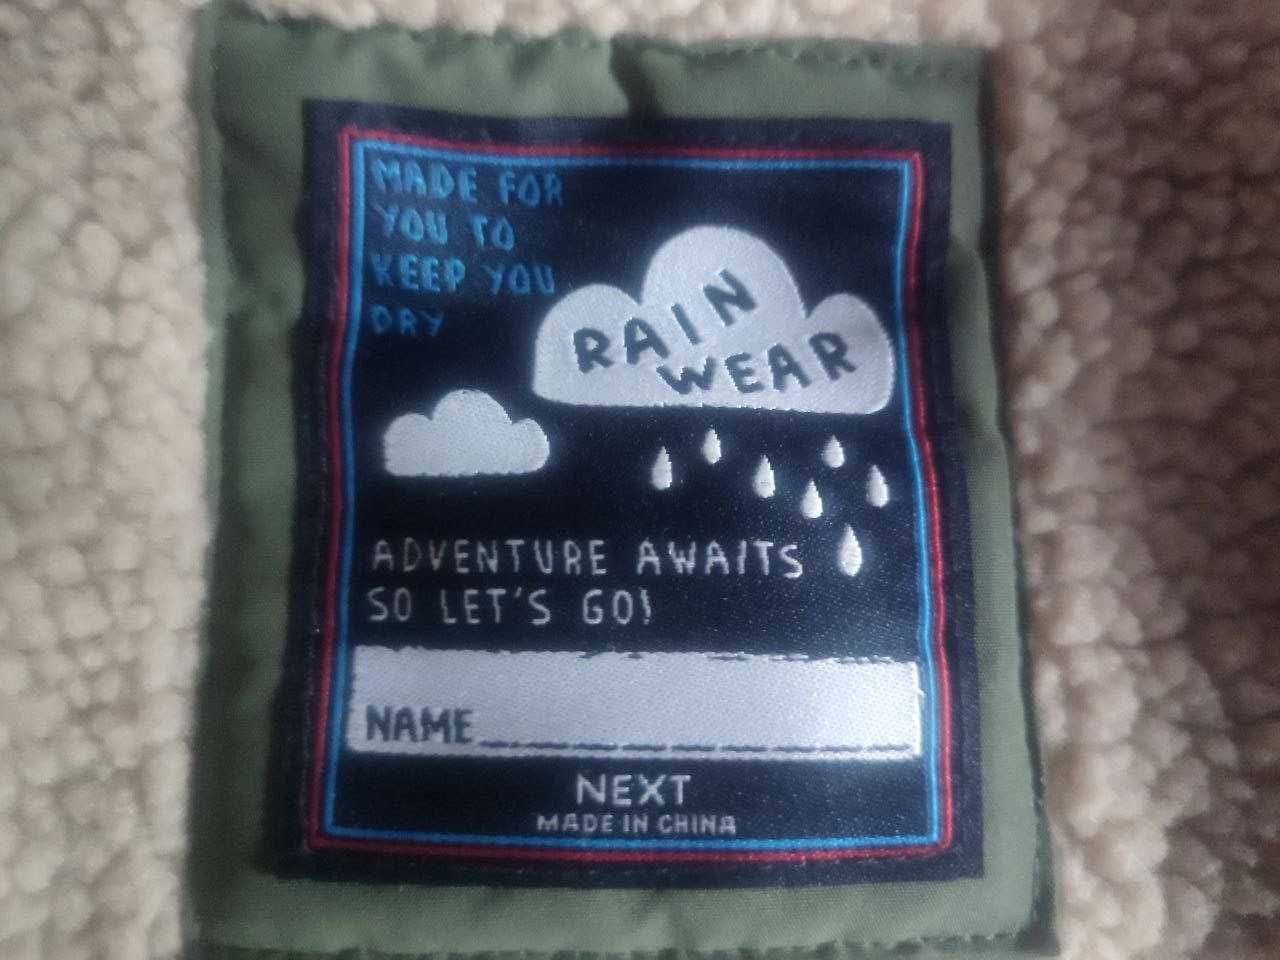 MADE FOR
YOU TO
KEEP YOU
DRY
RAIN
WEAR
ADVENTURE AWAITS
SO LET'S GO!
NAME
NEXT
MADE IN CHINA